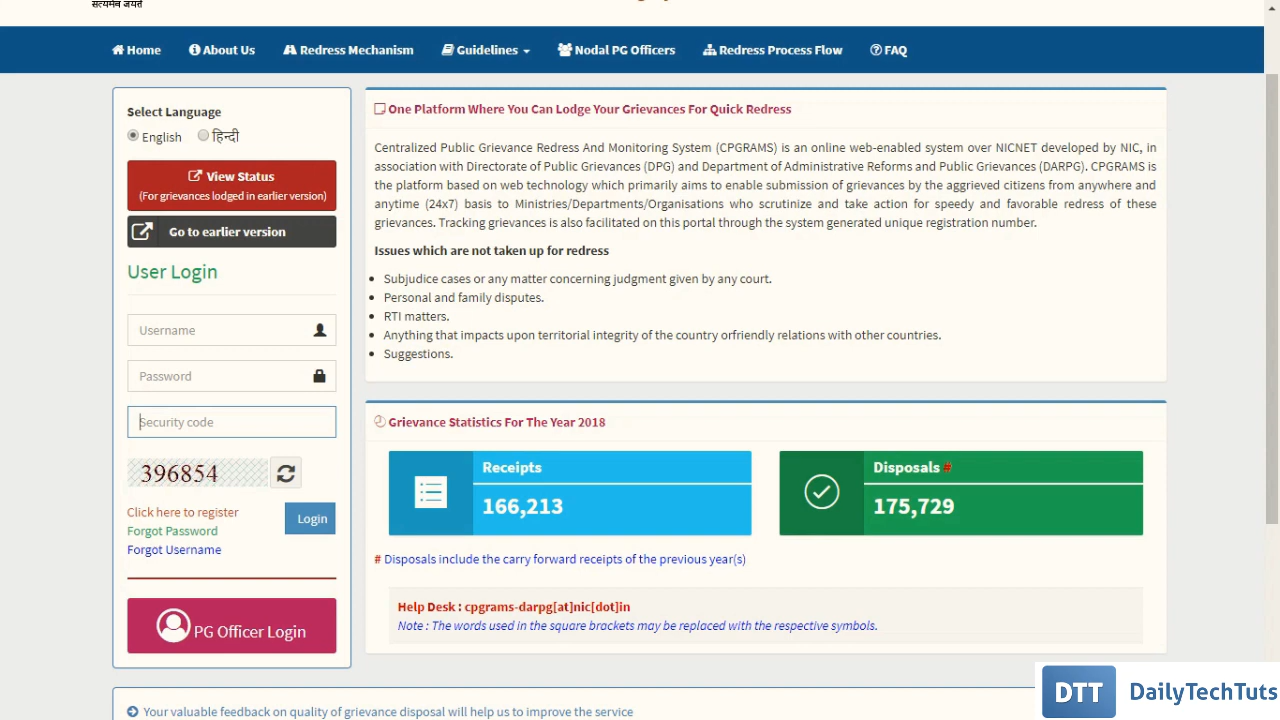 सत्यमेव जयते
Home
About Us
Redress Mechanism
Guidelines
Nodal PG Officers
Redress Process Flow
FAQ
Select Language
English
हिन्दी
View Status
(For grievances lodged in earlier version)
Go to earlier version
User Login
Username
Password
Security code
396854
Click here to register
Login
Forgot Password
Forgot Username
PG Officer Login
One Platform Where You Can Lodge Your Grievances For Quick Redress
Centralized Public Grievance Redress And Monitoring System (CPGRAMS) is an online web-enabled system over NICNET developed by NIC, in
association with Directorate of Public Grievances (DPG) and Department of Administrative Reforms and Public Grievances (DARPG). CPGRAMS is
the platform based on web technology which primarily aims to enable submission of grievances by the aggrieved citizens from anywhere and
anytime (24x7) basis to Ministries/Departments/Organisations who scrutinize and take action for speedy and favorable redress of these
grievances. Tracking grievances is also facilitated on this portal through the system generated unique registration number.
Issues which are not taken up for redress
Subjudice cases or any matter concerning judgment given by any court.
Personal and family disputes.
RTI matters.
Anything that impacts upon territorial integrity of the country orfriendly relations with other countries.
Suggestions.
Grievance Statistics For The Year 2018
Receipts
166,213
Disposals #
175,729
# Disposals include the carry forward receipts of the previous year(s)
Help Desk : cpgrams-darpg[at]nic[dot]in
Note : The words used in the square brackets may be replaced with the respective symbols.
Your valuable feedback on quality of grievance disposal will help us to improve the service
DTT DailyTechTuts